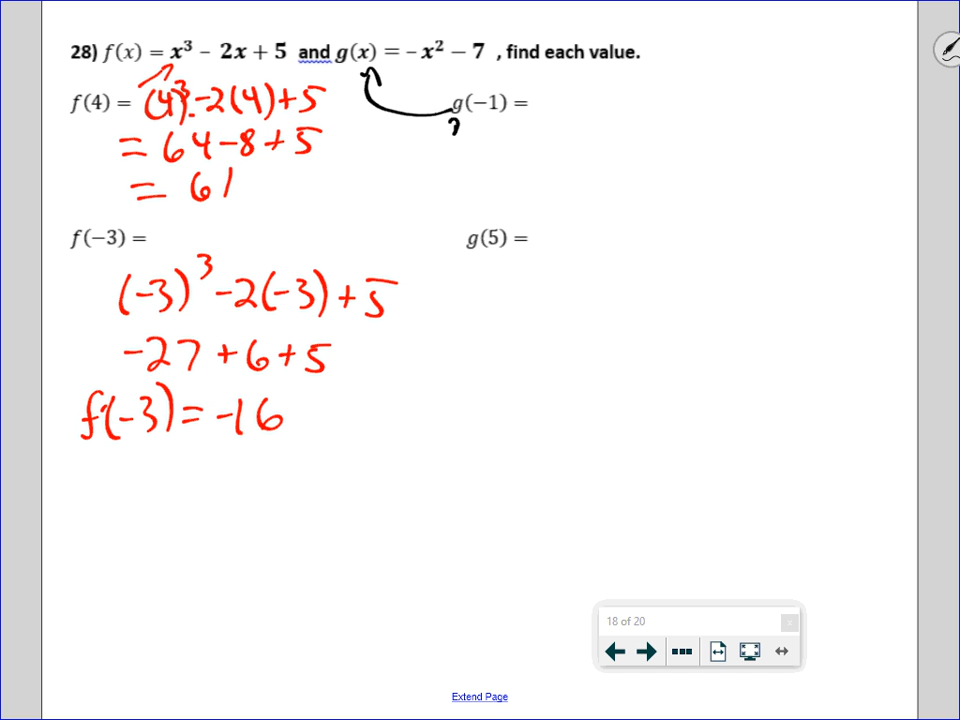 28) f(x) = x³ − 2x + 5 and g(x) = −x² − 7 , find each value.
f(4) = (4)³ -2(4)+5
g(−1) =
= 64-8+5
= 61
f(−3) =
g(5) =
(-3)³ -2(-3)+5
-27+6+5
f(-3)=-16
18 of 20
x
Extend Page